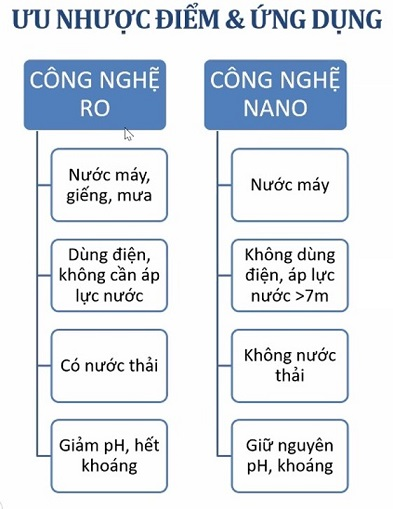 ƯU NHƯỢC ĐIỂM & ỨNG DỤNG
CÔNG NGHỆ
RO
Nước máy,
giếng, mưa
Dùng điện,
không cần áp
lực nước
Có nước thải
Giảm pH, hết
khoáng
CÔNG NGHỆ
NANO
Nước máy
Không dùng
điện, áp lực
nước >7m
Không nước
thải
Giữ nguyên
pH, khoáng